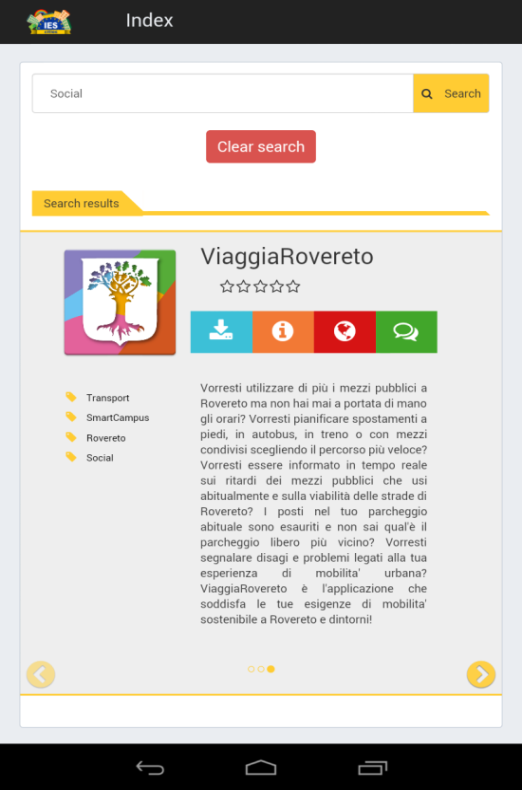 IES
Index
Social
Search
Clear search
Search results
ViaggiaRovereto
Transport
SmartCampus
Rovereto
Social
Vorresti utilizzare di più i mezzi pubblici a
Rovereto ma non hai mai a portata di mano
gli orari? Vorresti pianificare spostamenti a
piedi, in autobus, in treno o con mezzi
condivisi scegliendo il percorso più veloce?
Vorresti essere informato in tempo reale
sui ritardi dei mezzi pubblici che usi
abitualmente e sulla viabilità delle strade di
Rovereto? I posti nel tuo parcheggio
abituale sono esauriti e non sai qual'è il
parcheggio libero più vicino? Vorresti
segnalare disagi e problemi legati alla tua
esperienza di mobilita' urbana?
ViaggiaRovereto è l'applicazione che
soddisfa le tue esigenze di mobilita'
sostenibile a Rovereto e dintorni!